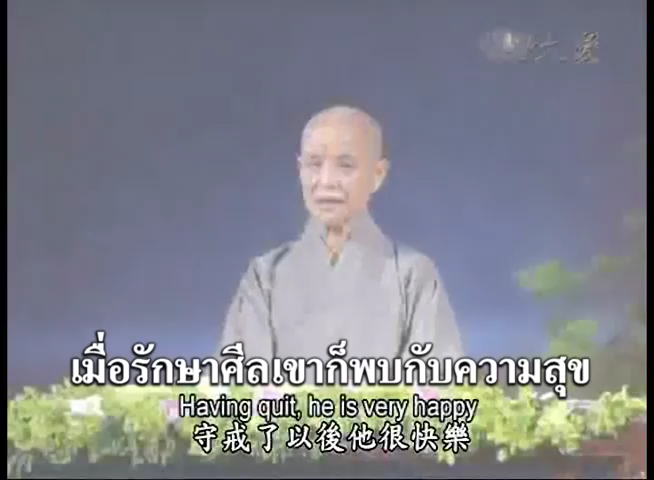 大愛
เมื่อรักษาศีลเขาก็พบกับความสุข
Having quit, he is very happy
守戒了以後他很快樂